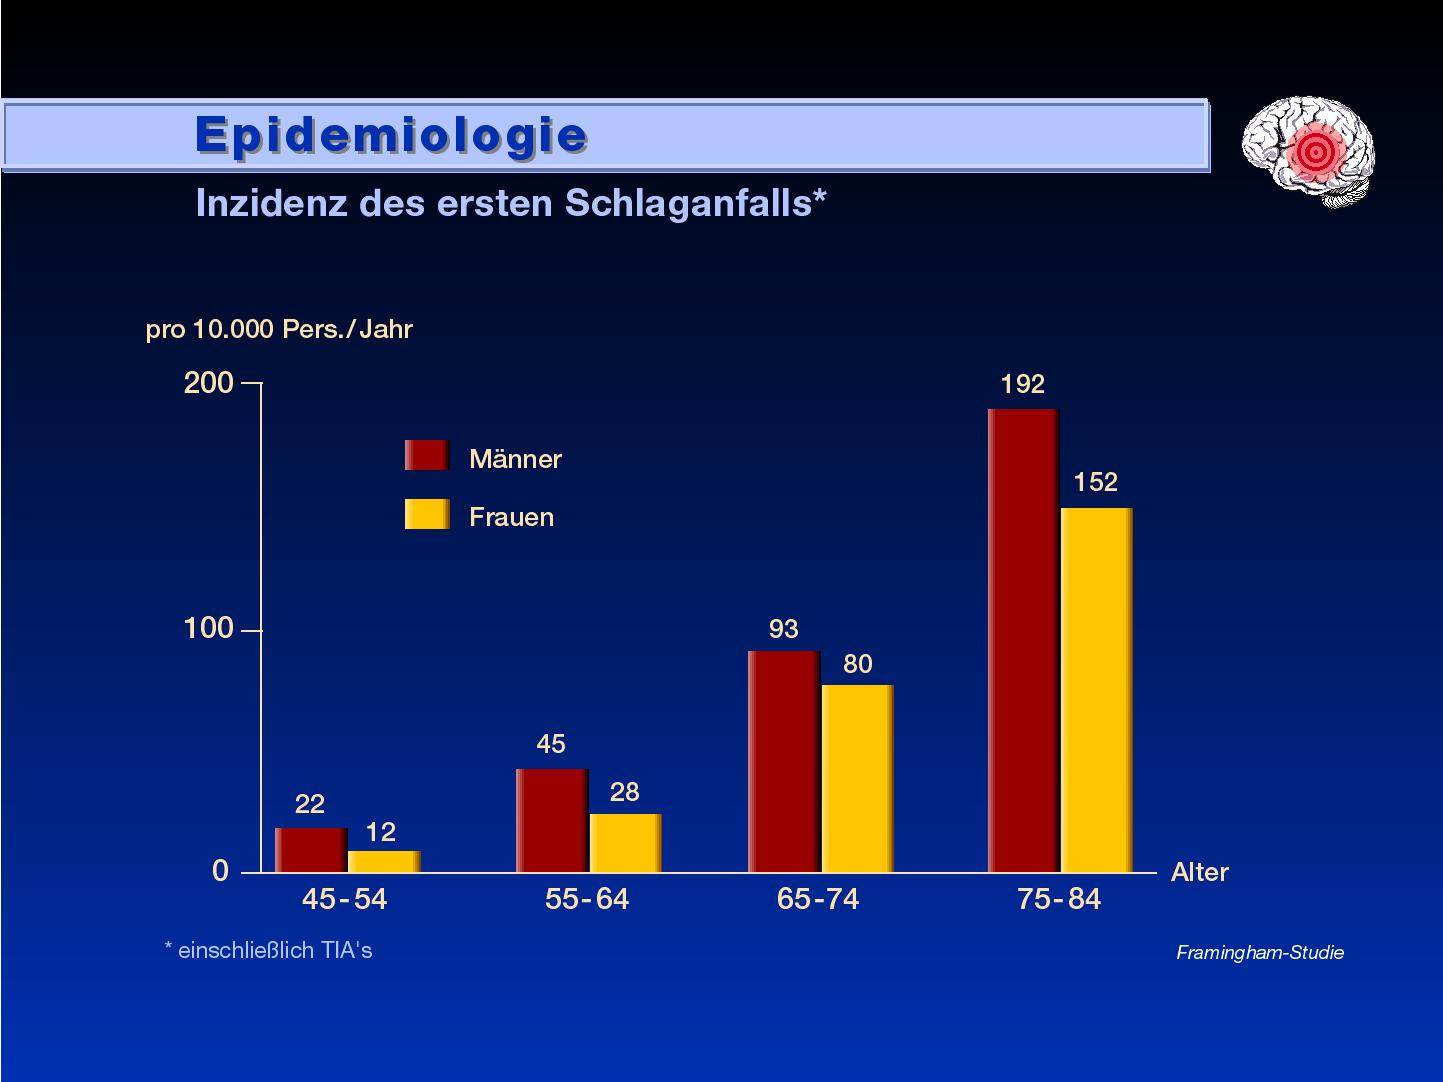 Epidemiologie
Inzidenz des ersten Schlaganfalls*
pro 10.000 Pers./Jahr
200
100
0
Männer
Frauen
22
12
45
28
93
80
192
152
45-54
55-64
65-74
75-84
Alter
* einschließlich TIA's
Framingham-Studie